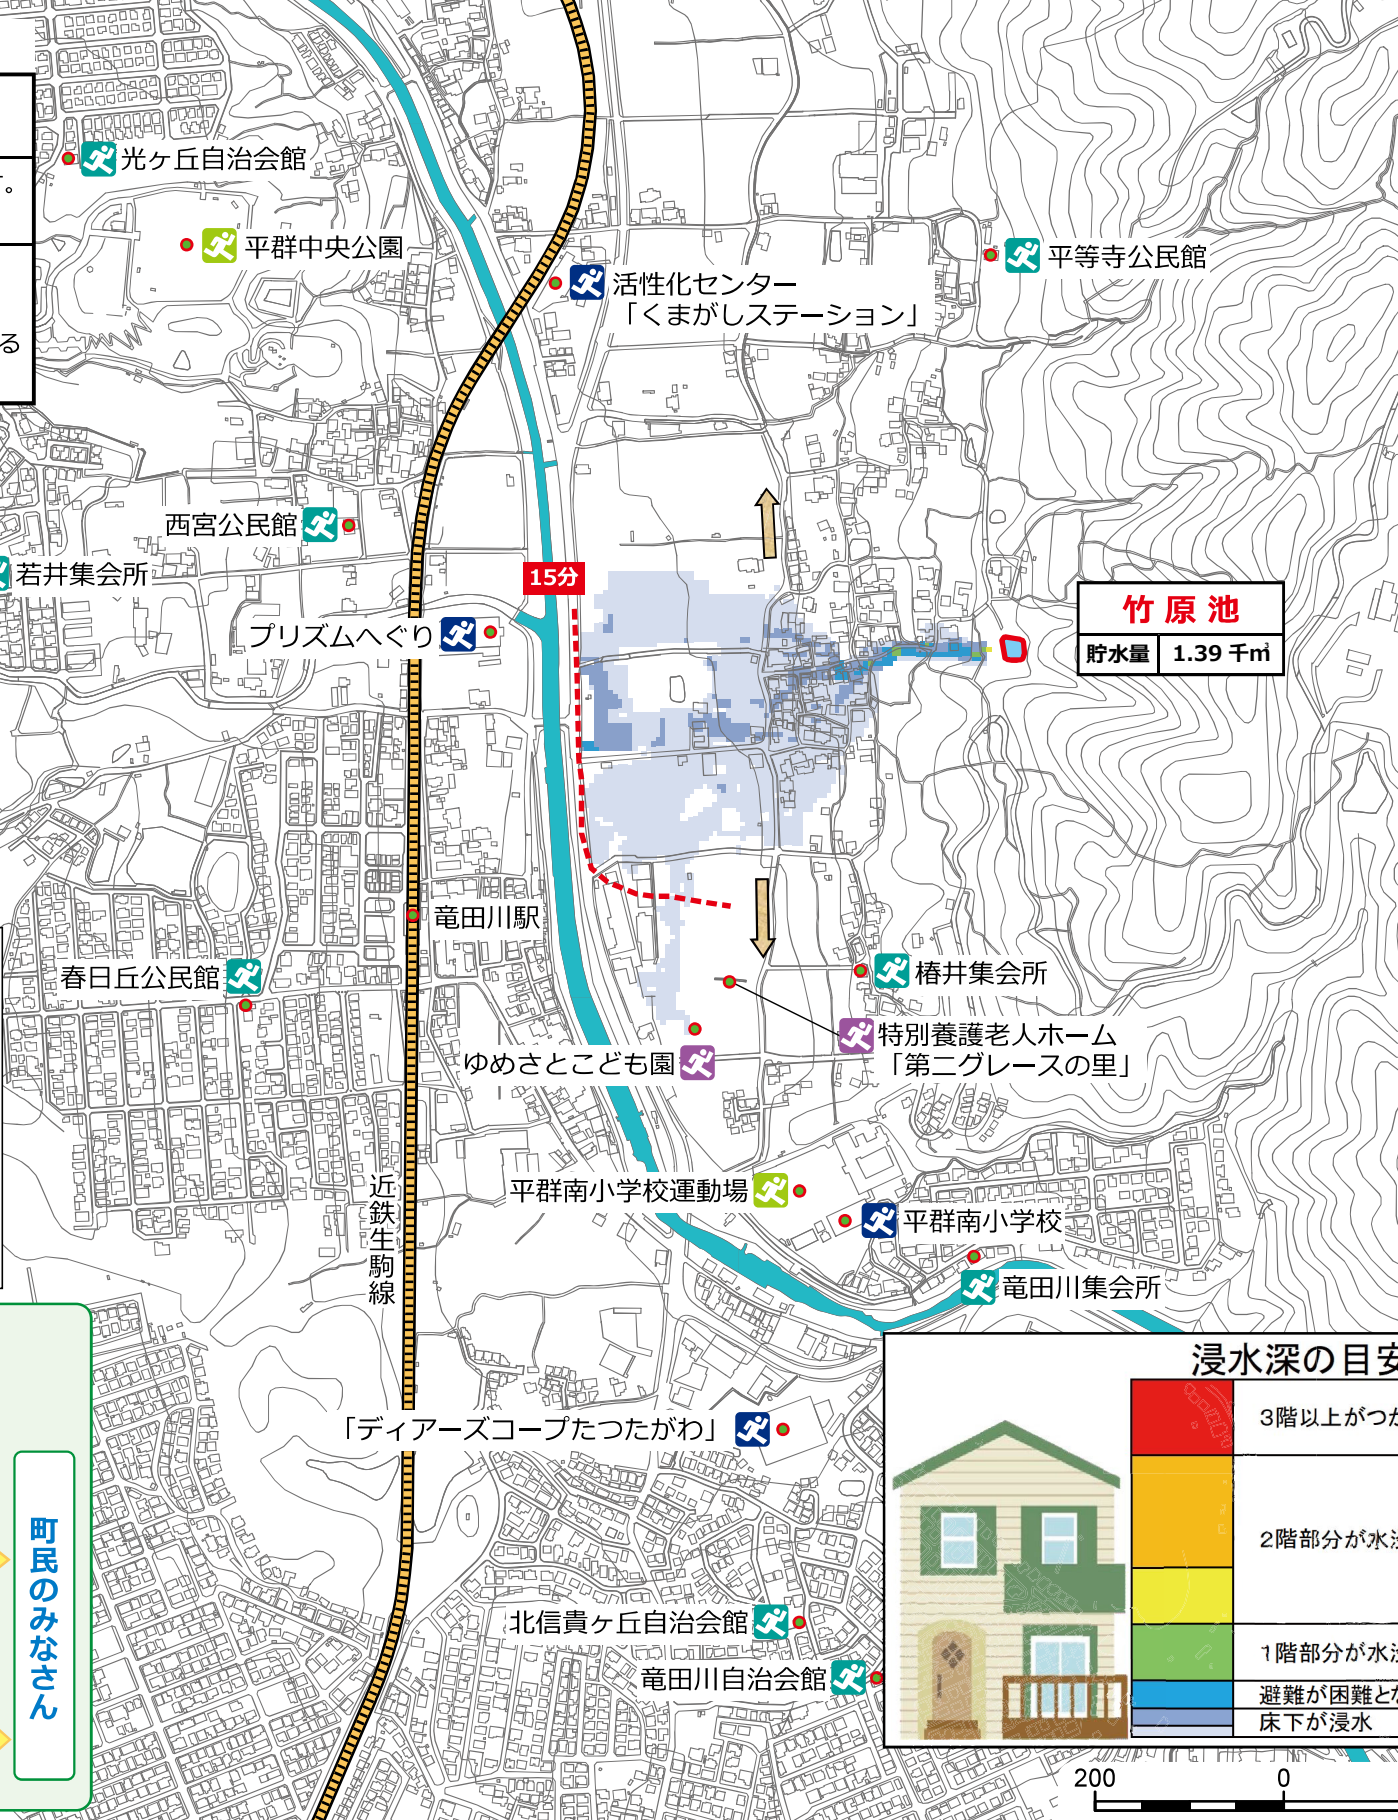 。
る
光ヶ丘自治会館
平群中央公園
活性化センター
「くまがしステーション」
平等寺公民館
西宮公民館
若井集会所
15分
プリズムへぐり
竹原池
貯水量 1.39 千㎥
竜田川駅
春日丘公民館
椿井集会所
特別養護老人ホーム
「第二グレースの里」
ゆめさとこども園
近鉄生駒線
平群南小学校運動場
平群南小学校
竜田川集会所
「ディアーズコープたつたがわ」
北信貴ヶ丘自治会館
竜田川自治会館
町民のみなさん
浸水深の目安
3階以上がつか
2階部分が水没
1階部分が水没
避難が困難とな
床下が浸水
200 0